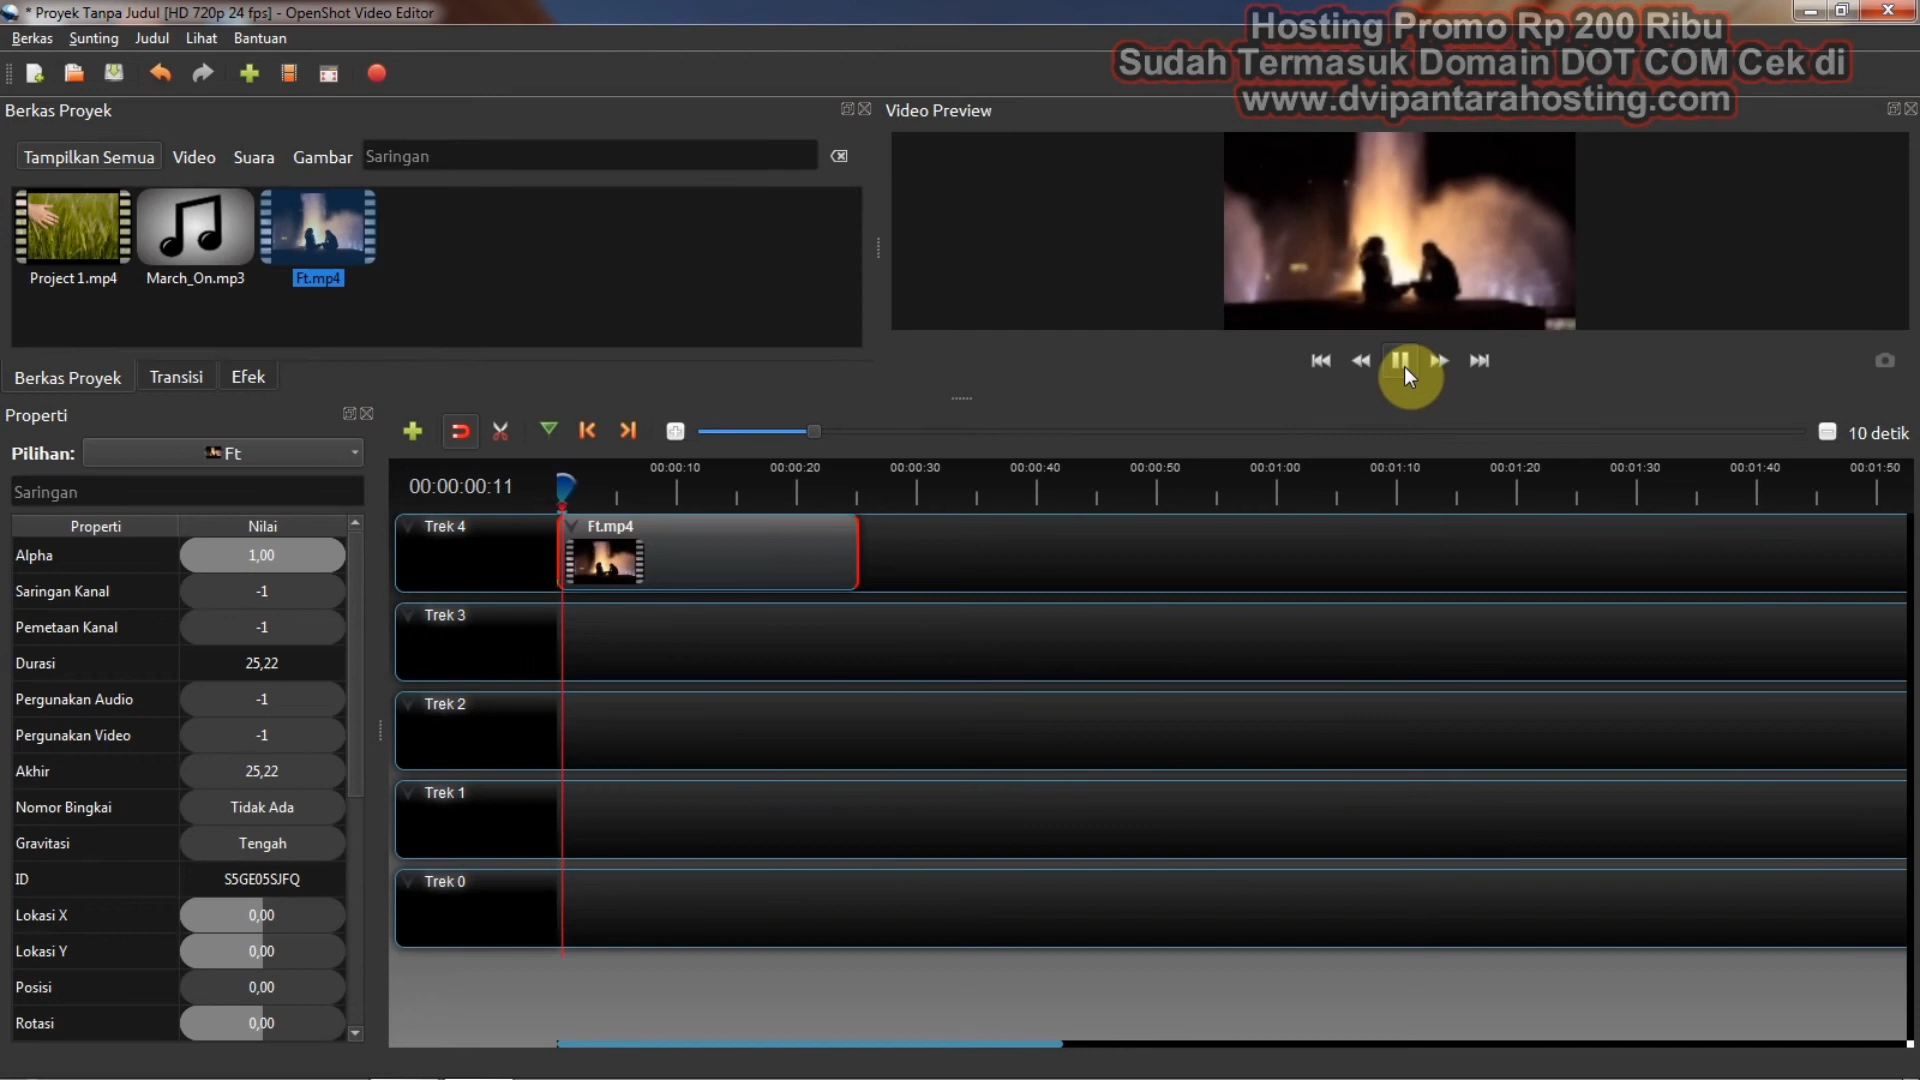 * Proyek Tanpa Judul [HD 720p 24 fps] - OpenShot Video Editor
Hosting Promo Rp 200 Ribu
Sudah Termasuk Domain DOT COM Cek di
www.dvipantarahosting.com
Berkas Sunting Judul Lihat Bantuan
Berkas Proyek
Video Preview
Tampilkan Semua Video Suara Gambar Saringan
Project 1.mp4 March_On.mp3 Ft.mp4
Berkas Proyek Transisi Efek
Properti
Pilihan: Ft
10 detik
Saringan
00:00:00:11
00:00:10 00:00:20 00:00:30 00:00:40 00:00:50 00:01:00 00:01:10 00:01:20 00:01:30 00:01:40 00:01:50
Properti Nilai
Alpha 1,00
Saringan Kanal -1
Pemetaan Kanal -1
Durasi 25,22
Pergunakan Audio -1
Pergunakan Video -1
Akhir 25,22
Nomor Bingkai Tidak Ada
Gravitasi Tengah
ID S5GE05SJFQ
Lokasi X 0,00
Lokasi Y 0,00
Posisi 0,00
Rotasi 0,00
Trek 4 Ft.mp4
Trek 3
Trek 2
Trek 1
Trek 0